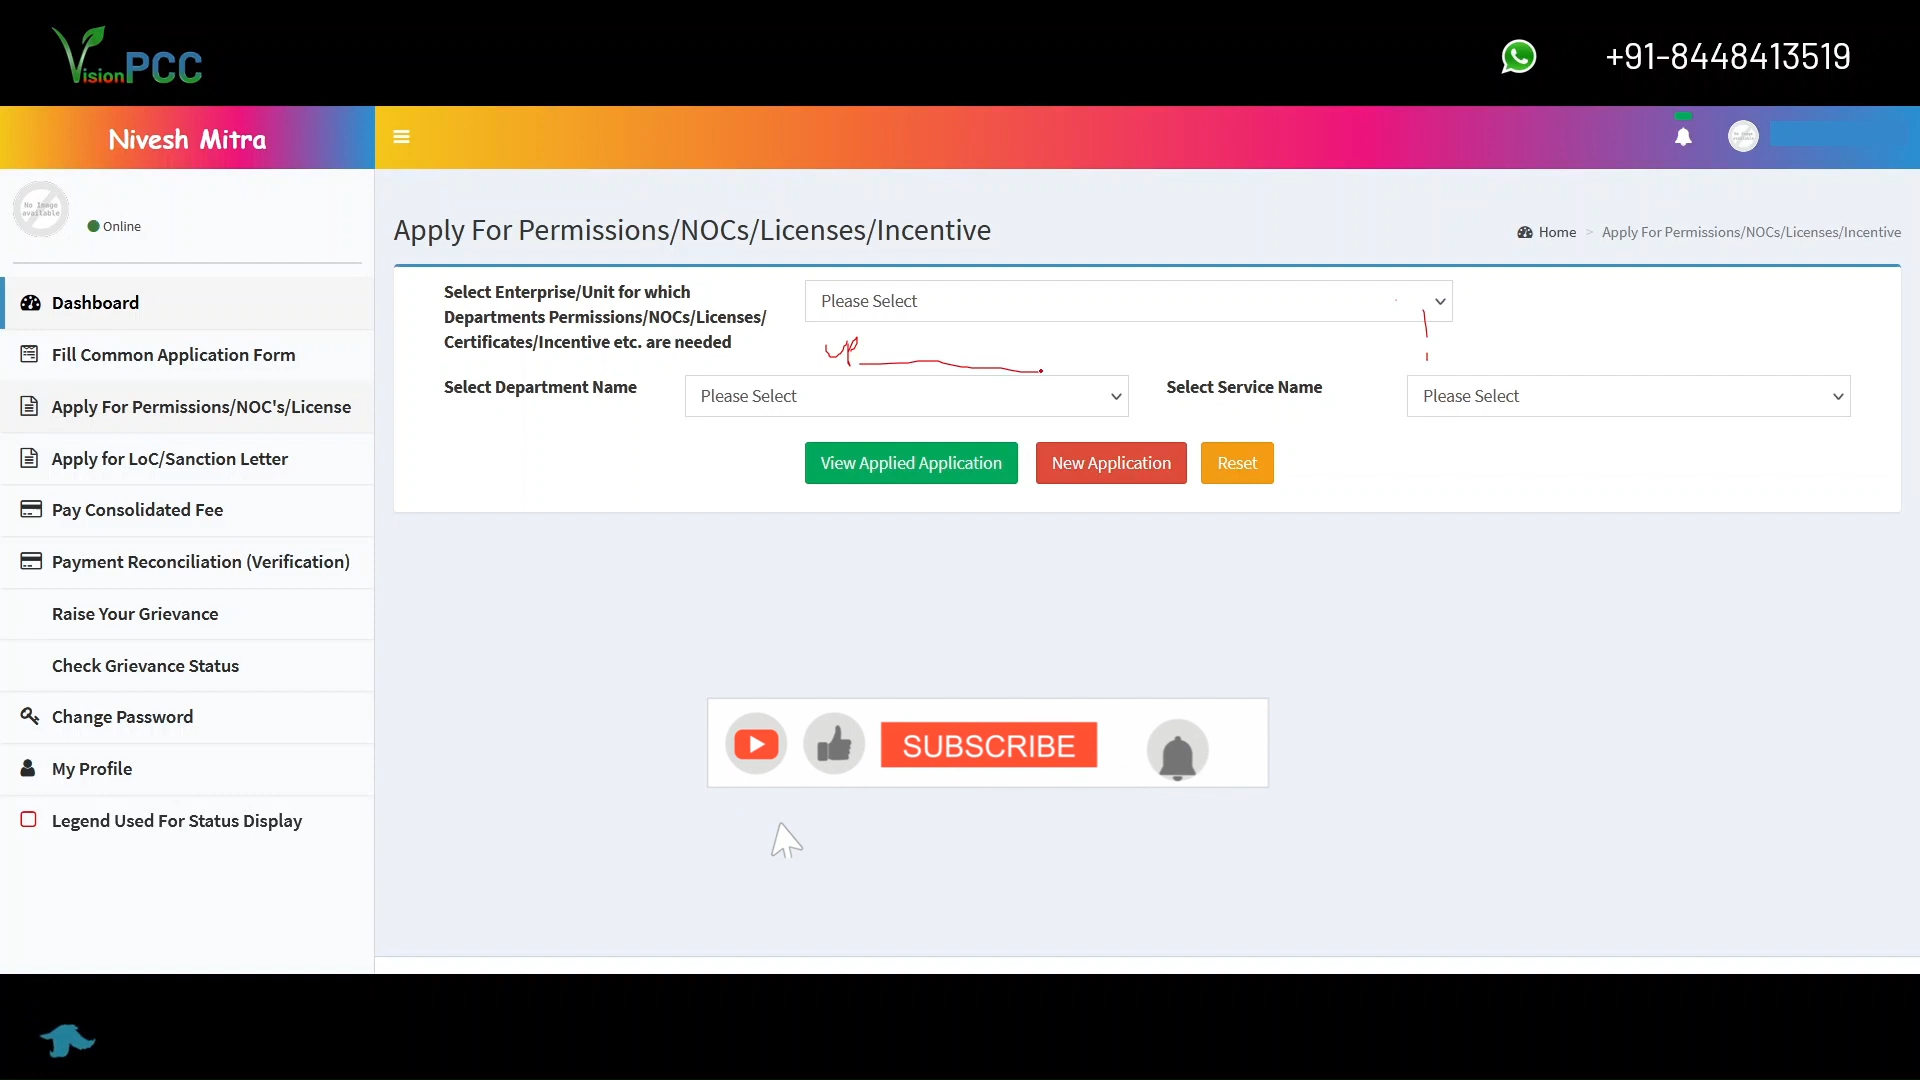 VisionPCC
+91-8448413519
Nivesh Mitra
No Image
available
Online
Apply For Permissions/NOCs/Licenses/Incentive
Home > Apply For Permissions/NOCs/Licenses/Incentive
Dashboard
Fill Common Application Form
Apply For Permissions/NOC's/License
Apply for LoC/Sanction Letter
Pay Consolidated Fee
Payment Reconciliation (Verification)
Raise Your Grievance
Check Grievance Status
Change Password
My Profile
Legend Used For Status Display
Select Enterprise/Unit for which
Departments Permissions/NOCs/Licenses/
Certificates/Incentive etc. are needed
Please Select
UP
Select Department Name
Please Select
Select Service Name
Please Select
View Applied Application
New Application
Reset
SUBSCRIBE